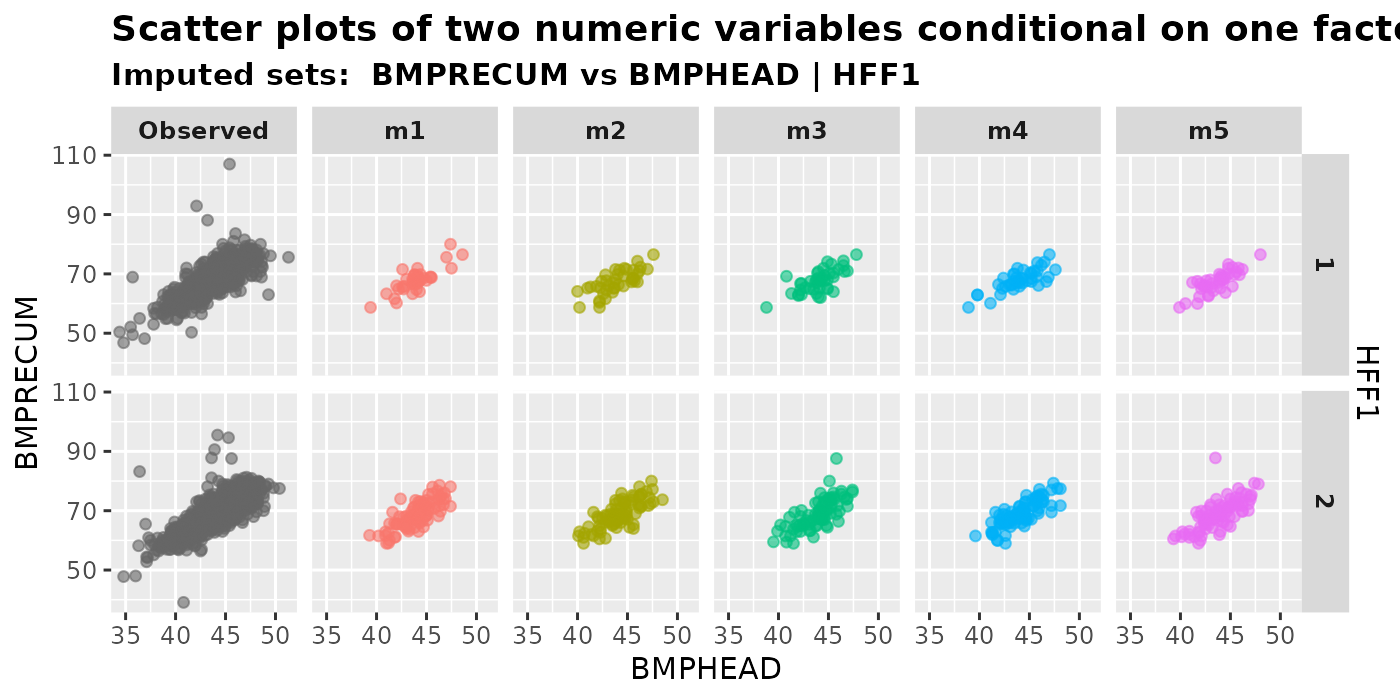 Scatter plots of two numeric variables conditional on one facto
Imputed sets:  BMPRECUM vs BMPHEAD | HFF1
Observed m1 m2 m3 m4 m5
110
90
70
50
1
110
90
70
50
2
BMPRECUM
HFF1
35 40 45 50 35 40 45 50 35 40 45 50 35 40 45 50 35 40 45 50 35 40 45 50
BMPHEAD